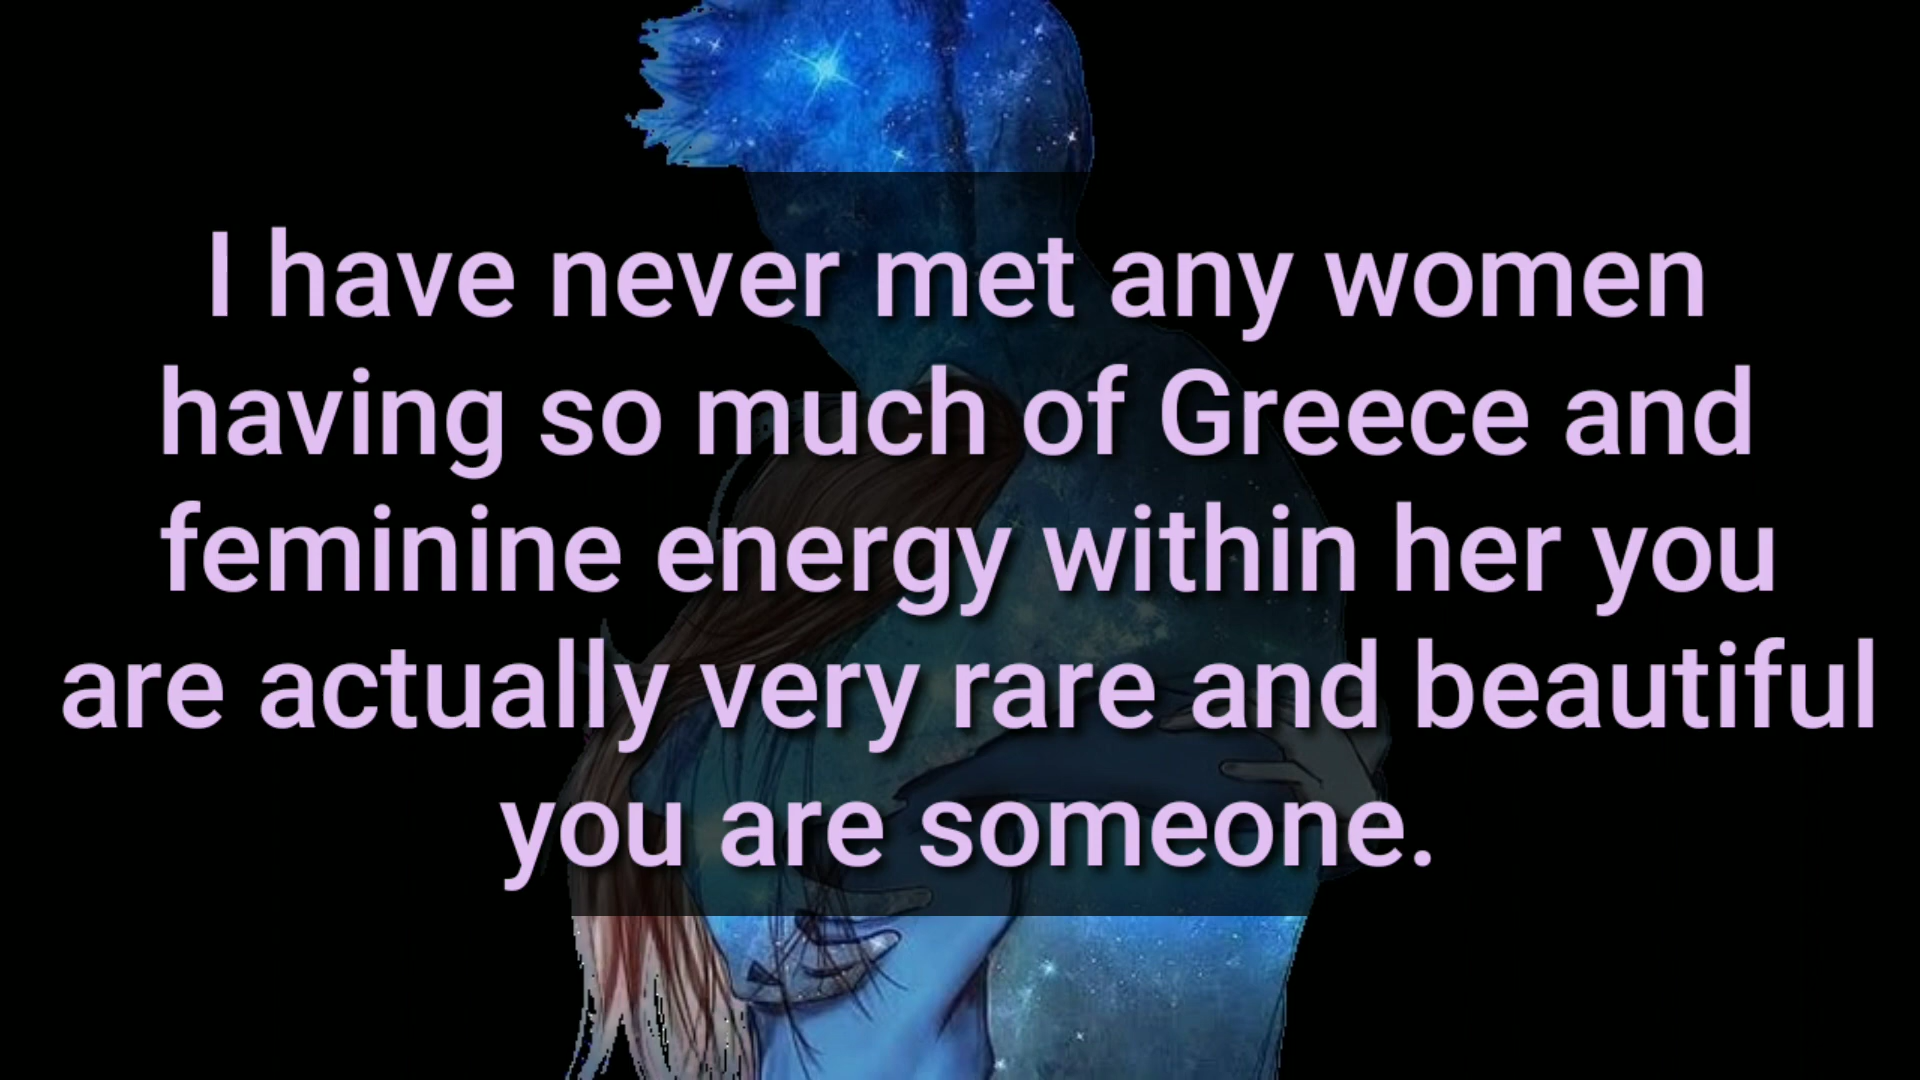 I have never met any women
having so much of Greece and
feminine energy within her you
are actually very rare and beautiful
you are someone.